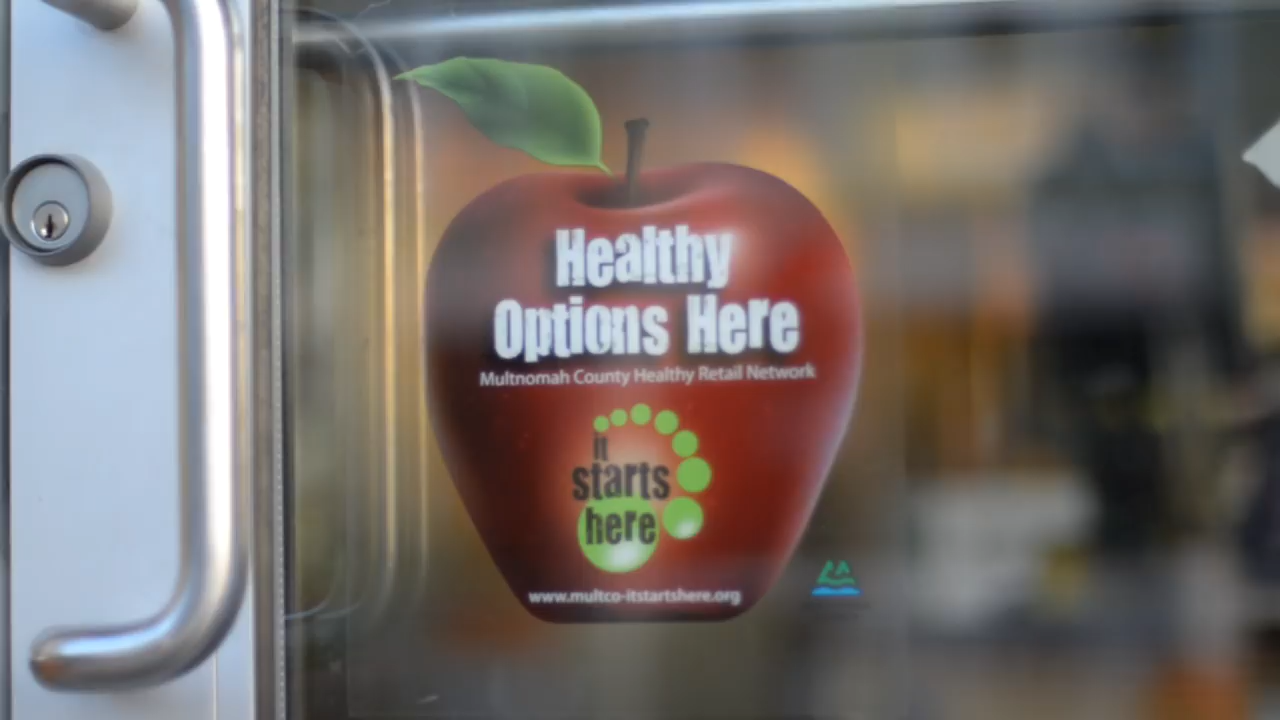 Healthy
Options Here
Multnomah County Healthy Retail Network
it
starts
here
www.multco-itstartshere.org